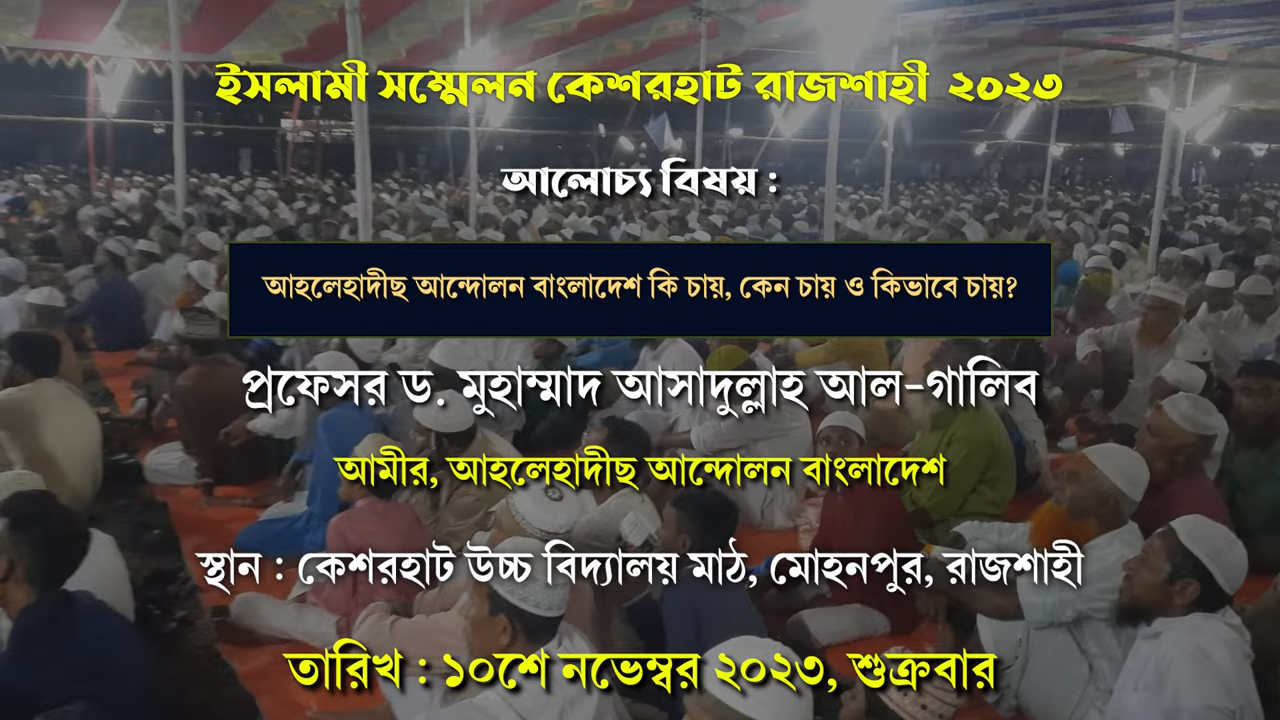 ইসলামী সম্মেলন কেশরহাট রাজশাহী ২০২৩
আলোচ্য বিষয় :
আহলেহাদীছ আন্দোলন বাংলাদেশ কি চায়, কেন চায় ও কিভাবে চায়?
প্রফেসর ড. মুহাম্মাদ আসাদুল্লাহ আল-গালিব
আমীর, আহলেহাদীছ আন্দোলন বাংলাদেশ
স্থান : কেশরহাট উচ্চ বিদ্যালয় মাঠ, মোহনপুর, রাজশাহী
তারিখ : ১০শে নভেম্বর ২০২৩, শুক্রবার